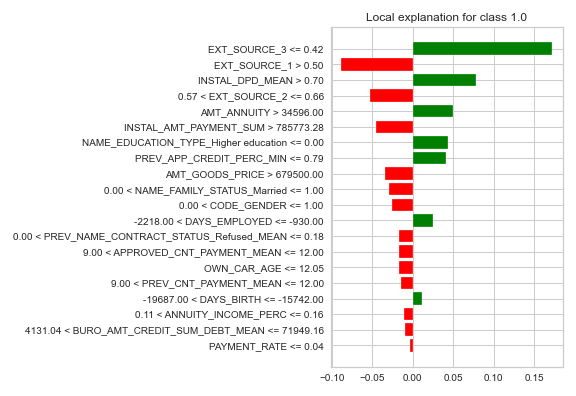 Local explanation for class 1.0
EXT_SOURCE_3 <= 0.42
EXT_SOURCE_1 > 0.50
INSTAL_DPD_MEAN > 0.70
0.57 < EXT_SOURCE_2 <= 0.66
AMT_ANNUITY > 34596.00
INSTAL_AMT_PAYMENT_SUM > 785773.28
NAME_EDUCATION_TYPE_Higher education <= 0.00
PREV_APP_CREDIT_PERC_MIN <= 0.79
AMT_GOODS_PRICE > 679500.00
0.00 < NAME_FAMILY_STATUS_Married <= 1.00
0.00 < CODE_GENDER <= 1.00
-2218.00 < DAYS_EMPLOYED <= -930.00
0.00 < PREV_NAME_CONTRACT_STATUS_Refused_MEAN <= 0.18
9.00 < APPROVED_CNT_PAYMENT_MEAN <= 12.00
OWN_CAR_AGE <= 12.05
9.00 < PREV_CNT_PAYMENT_MEAN <= 12.00
-19687.00 < DAYS_BIRTH <= -15742.00
0.11 < ANNUITY_INCOME_PERC <= 0.16
4131.04 < BURO_AMT_CREDIT_SUM_DEBT_MEAN <= 71949.16
PAYMENT_RATE <= 0.04
−0.10 −0.05 0.00 0.05 0.10 0.15